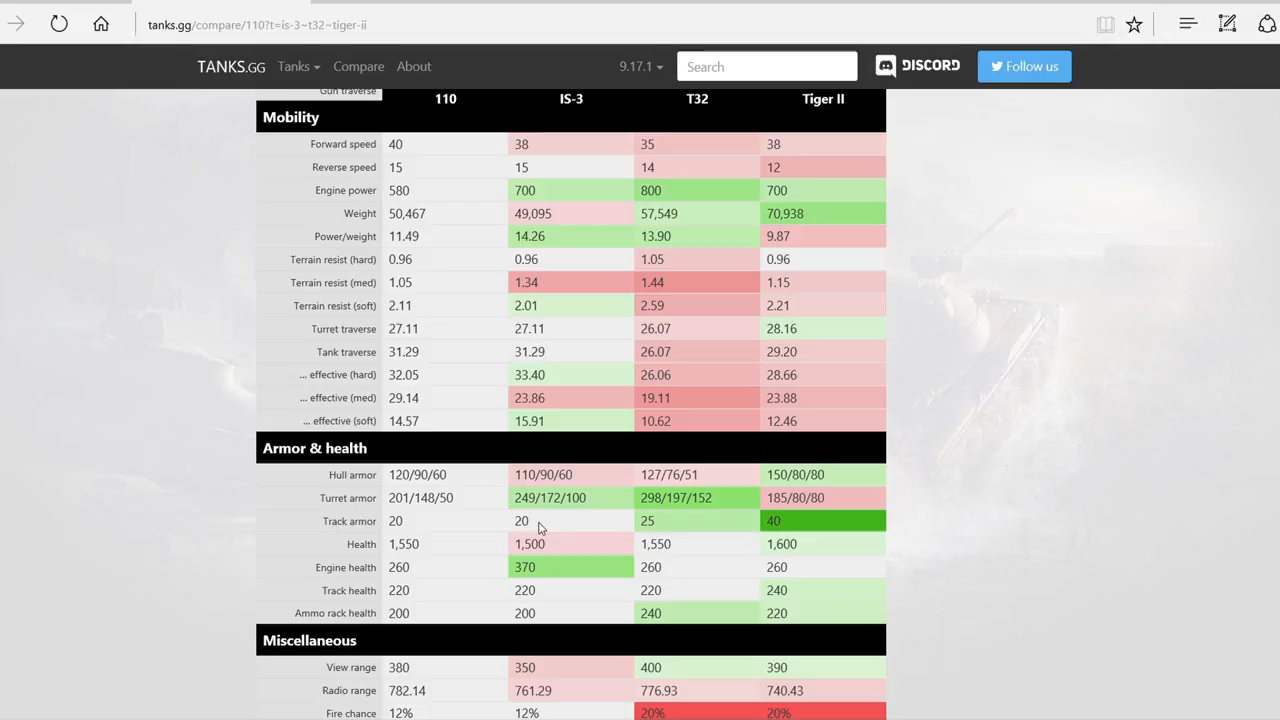 tanks.gg/compare/110?t=is-3~t32~tiger-ii
TANKS.GG Tanks Compare About 9.17.1 Search DISCORD Follow us
Gun traverse
110 IS-3 T32 Tiger II
Mobility
Forward speed 40 38 35 38
Reverse speed 15 15 14 12
Engine power 580 700 800 700
Weight 50,467 49,095 57,549 70,938
Power/weight 11.49 14.26 13.90 9.87
Terrain resist (hard) 0.96 0.96 1.05 0.96
Terrain resist (med) 1.05 1.34 1.44 1.15
Terrain resist (soft) 2.11 2.01 2.59 2.21
Turret traverse 27.11 27.11 26.07 28.16
Tank traverse 31.29 31.29 26.07 29.20
... effective (hard) 32.05 33.40 26.06 28.66
... effective (med) 29.14 23.86 19.11 23.88
... effective (soft) 14.57 15.91 10.62 12.46
Armor & health
Hull armor 120/90/60 110/90/60 127/76/51 150/80/80
Turret armor 201/148/50 249/172/100 298/197/152 185/80/80
Track armor 20 20 25 40
Health 1,550 1,500 1,550 1,600
Engine health 260 370 260 260
Track health 220 220 220 240
Ammo rack health 200 200 240 220
Miscellaneous
View range 380 350 400 390
Radio range 782.14 761.29 776.93 740.43
Fire chance 12% 12% 20% 20%